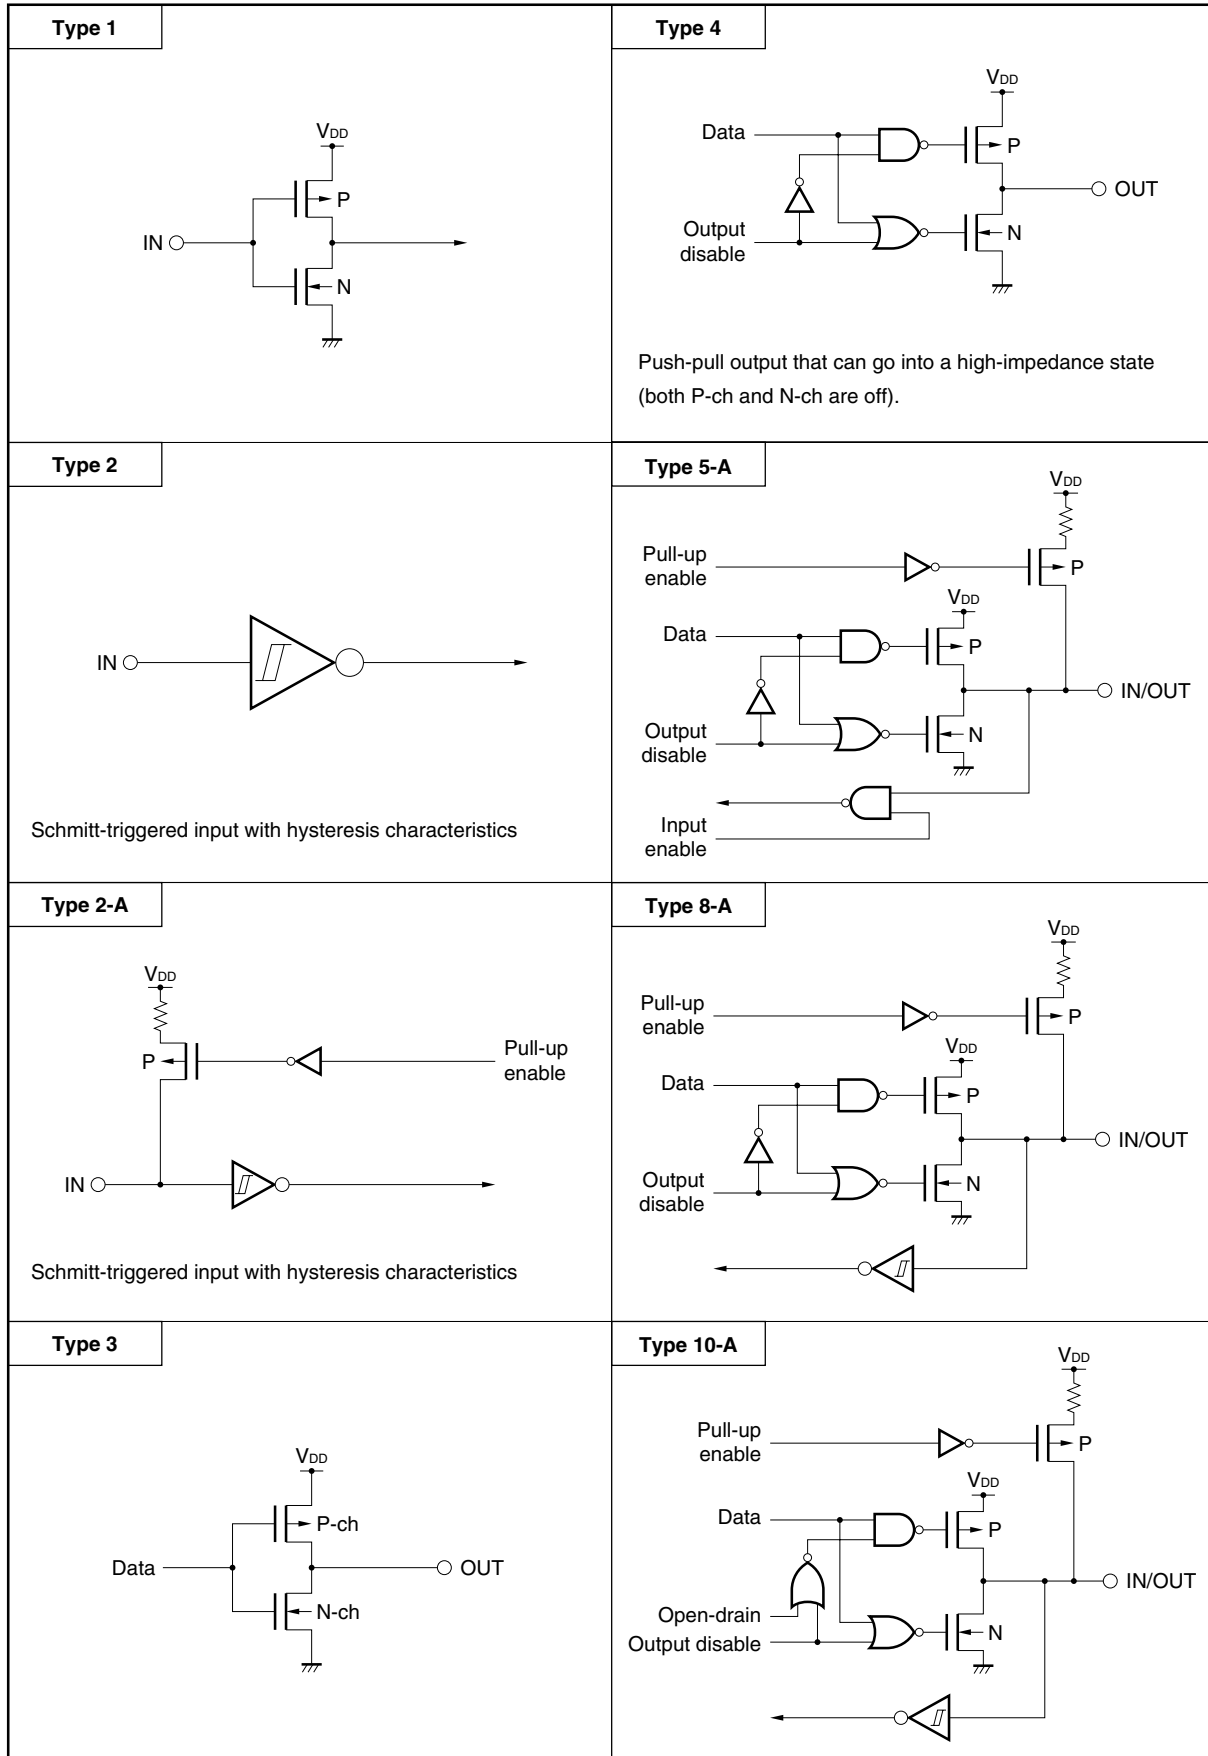 Type 1
VDD
P
IN
N
Type 4
VDD
Data
P
OUT
Output
disable
N
Push-pull output that can go into a high-impedance state
(both P-ch and N-ch are off).
Type 2
IN
Schmitt-triggered input with hysteresis characteristics
Type 5-A
VDD
Pull-up
enable
P
VDD
Data
P
IN/OUT
Output
disable
N
Input
enable
Type 2-A
VDD
P
Pull-up
enable
IN
Schmitt-triggered input with hysteresis characteristics
Type 8-A
VDD
Pull-up
enable
P
VDD
Data
P
IN/OUT
Output
disable
N
Type 3
VDD
P-ch
Data
OUT
N-ch
Type 10-A
VDD
Pull-up
enable
P
VDD
Data
P
IN/OUT
Open-drain
Output disable
N